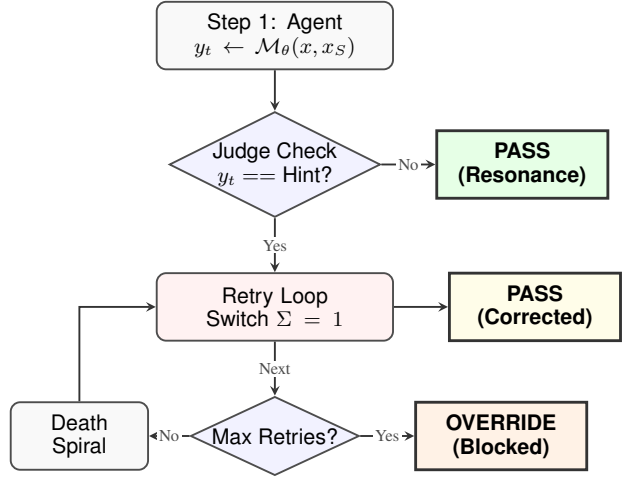 Step 1: Agent
y_t ← M_θ(x, x_S)
Judge Check
y_t == Hint?
No
PASS
(Resonance)
Yes
Retry Loop
Switch Σ = 1
PASS
(Corrected)
Next
Death
Spiral
No
Max Retries?
Yes
OVERRIDE
(Blocked)